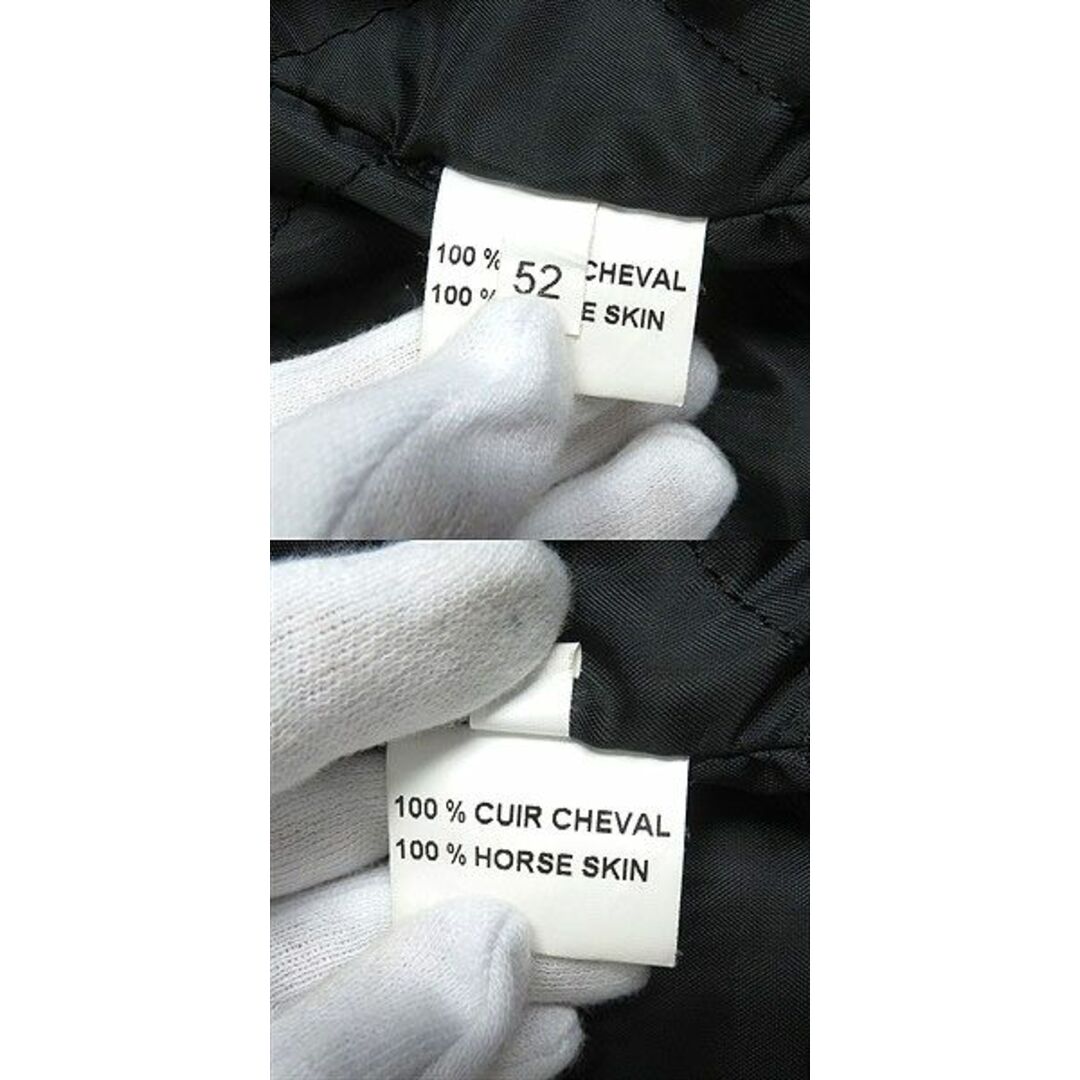 100 % 52 CHEVAL
100 % E SKIN
100 % CUIR CHEVAL
100 % HORSE SKIN